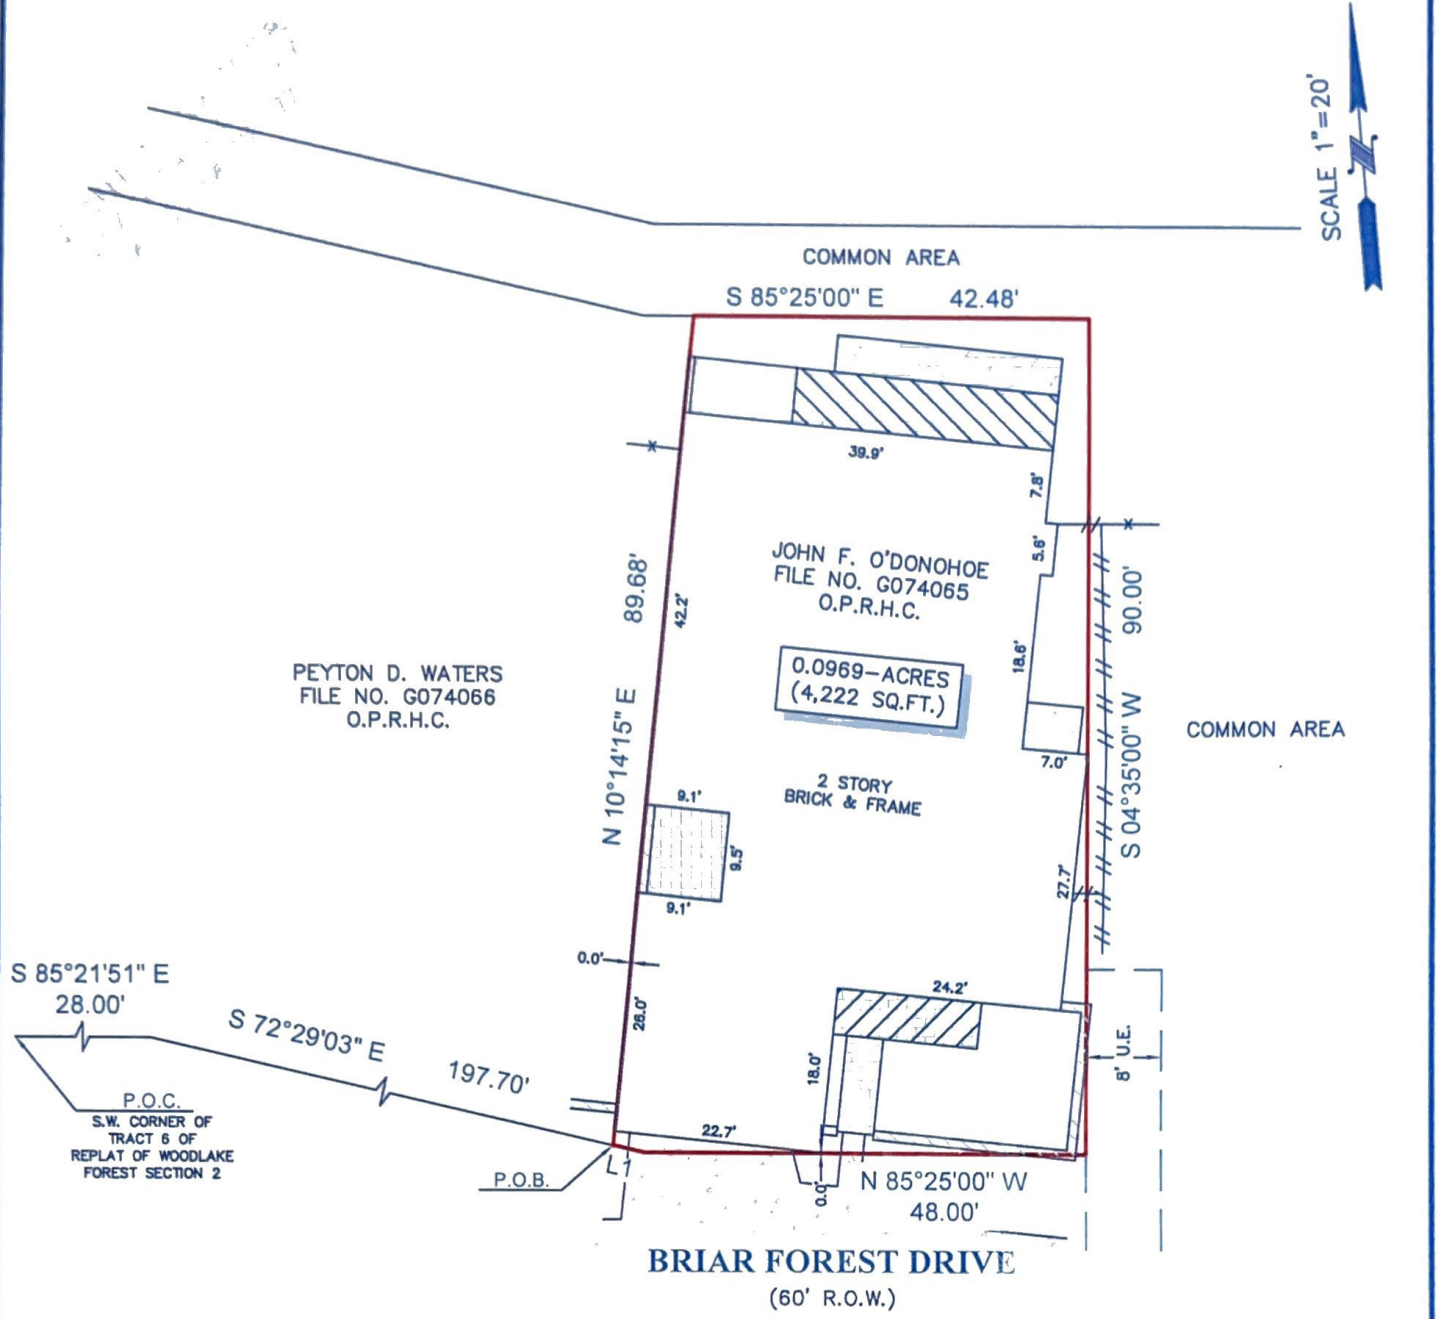 SCALE 1"=20'
COMMON AREA
S 85°25'00" E 42.48'
39.9'
7.8'
5.6'
JOHN F. O'DONOHOE
FILE NO. G074065
O.P.R.H.C.
N 10°14'15" E 89.68'
42.2'
18.6'
S 04°35'00" W 90.00'
PEYTON D. WATERS
FILE NO. G074066
O.P.R.H.C.
0.0969-ACRES
(4,222 SQ.FT.)
COMMON AREA
7.0'
2 STORY
BRICK & FRAME
9.1'
9.5'
9.1'
27.7'
0.0'
26.0'
24.2'
S 85°21'51" E
28.00'
S 72°29'03" E 197.70'
18.0'
8' U.E.
P.O.C.
S.W. CORNER OF
TRACT 6 OF
REPLAT OF WOODLAKE
FOREST SECTION 2
22.7'
L1
P.O.B.
0.0'
N 85°25'00" W
48.00'
BRIAR FOREST DRIVE
(60' R.O.W.)